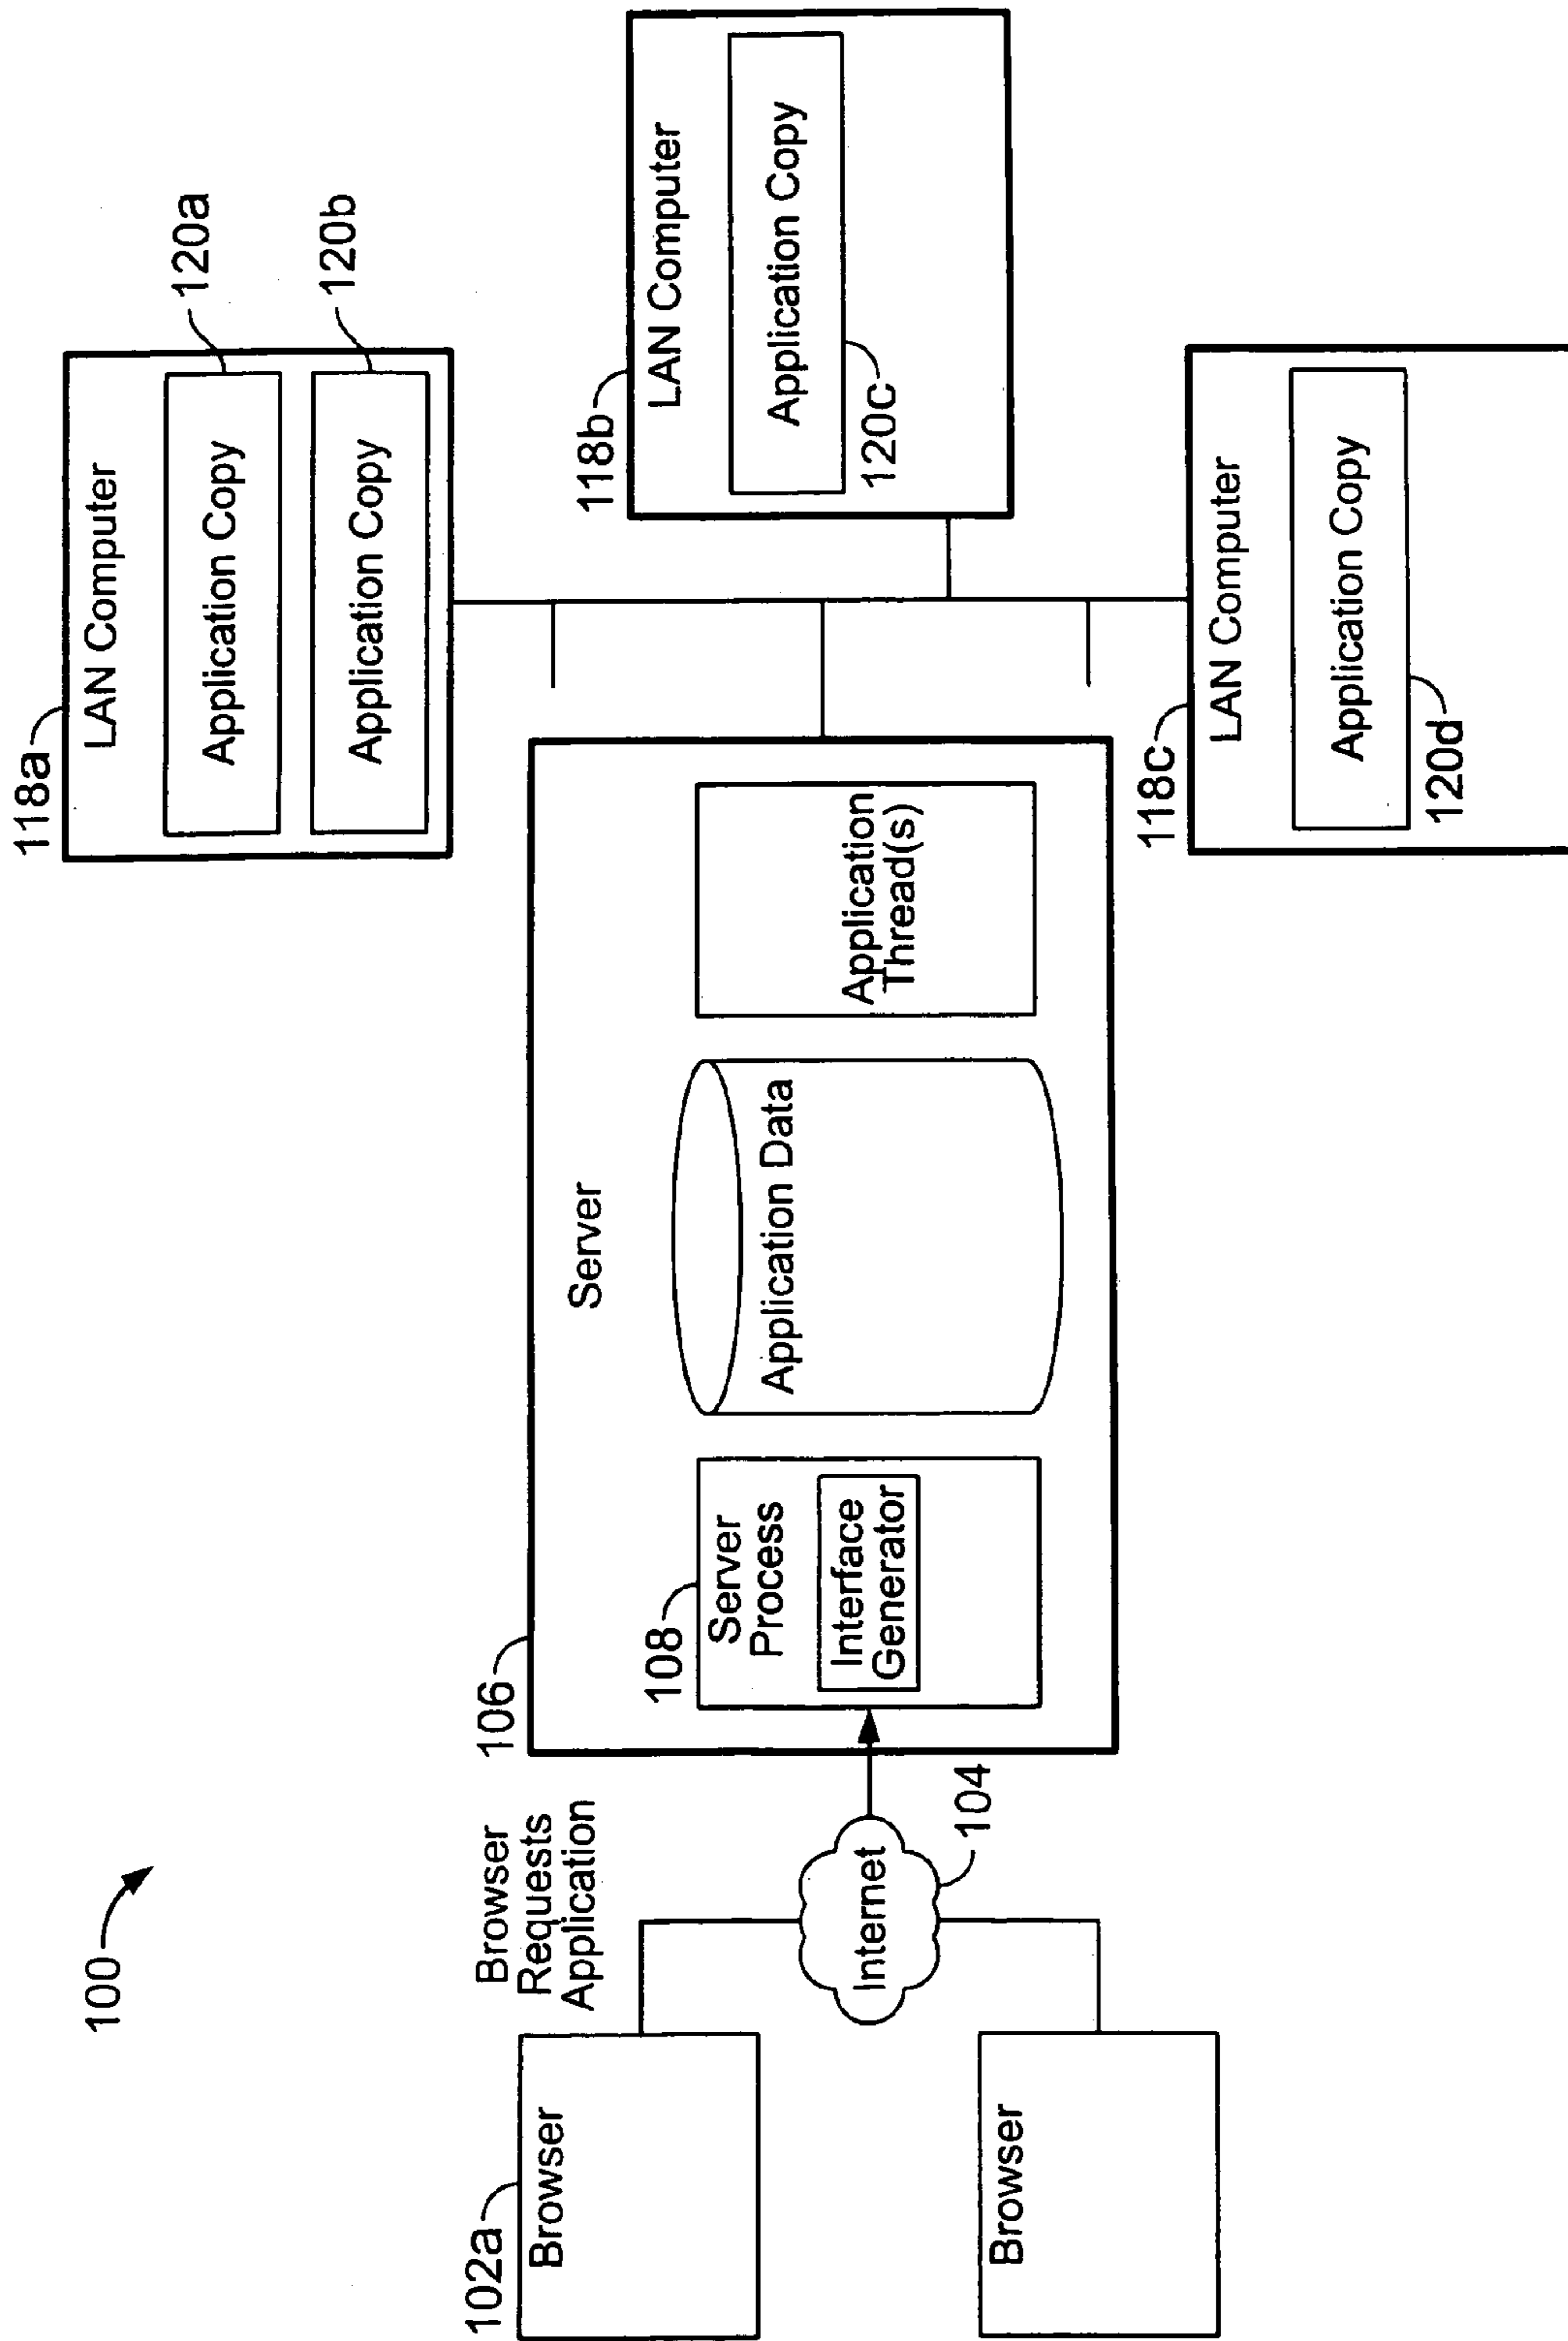 100
102a
Browser
Browser
Requests
Application
Internet
104
Browser
106
Server
108
Server
Process
Interface
Generator
Application Data
Application
Thread(s)
118a
LAN Computer
Application Copy
120a
Application Copy
120b
118b
LAN Computer
Application Copy
120c
118c
LAN Computer
Application Copy
120d